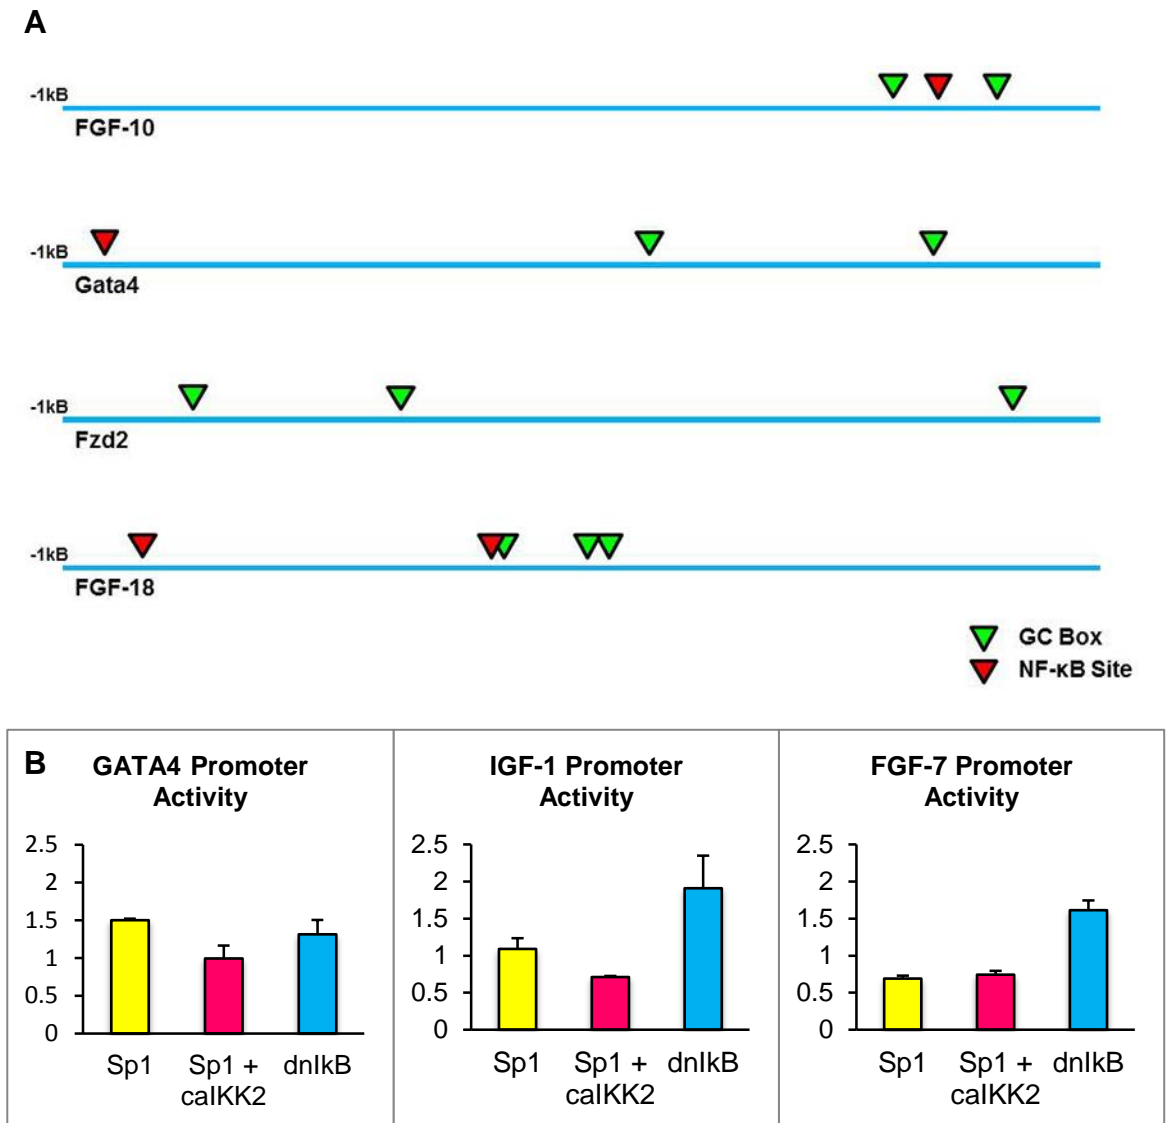 A
-1kB
FGF-10
-1kB
Gata4
-1kB
Fzd2
-1kB
FGF-18
GC Box
NF-κB Site
B
GATA4 Promoter
Activity
2.5
2
1.5
1
0.5
0
Sp1
Sp1 +
caIKK2
dnIkB
IGF-1 Promoter
Activity
2.5
2
1.5
1
0.5
0
Sp1
Sp1 +
caIKK2
dnIkB
FGF-7 Promoter
Activity
2.5
2
1.5
1
0.5
0
Sp1
Sp1 +
caIKK2
dnIkB